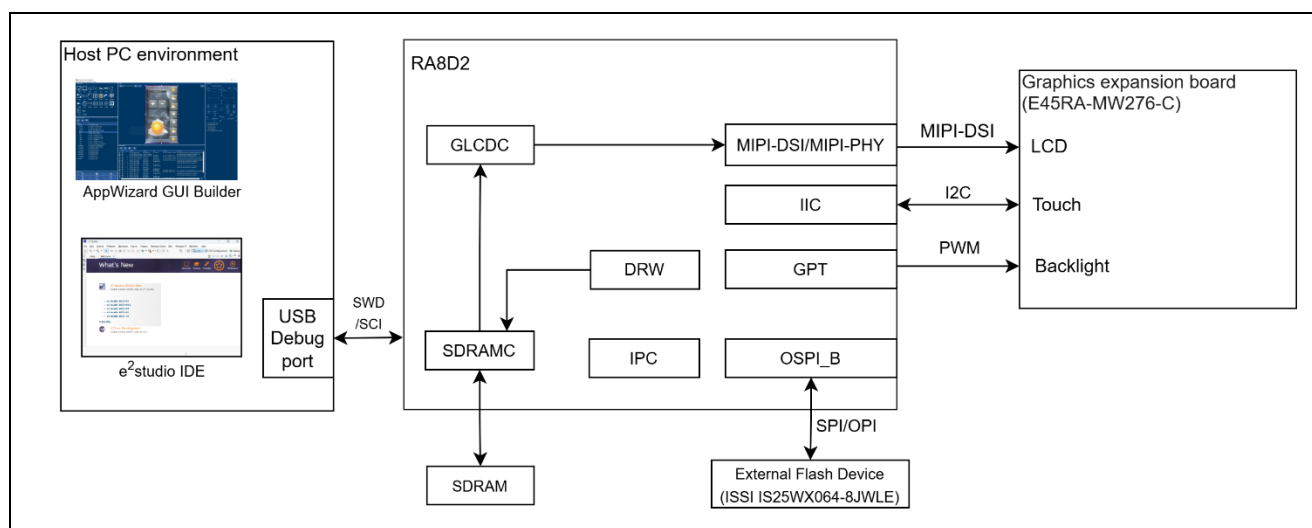 Host PC environment
AppWizard GUI Builder
What's New
e²studio IDE
USB
Debug
port
SWD
/SCI
RA8D2
GLCDC
MIPI-DSI/MIPI-PHY
IIC
DRW
GPT
SDRAMC
IPC
OSPI_B
MIPI-DSI
I2C
PWM
Graphics expansion board
(E45RA-MW276-C)
LCD
Touch
Backlight
SPI/OPI
SDRAM
External Flash Device
(ISSI IS25WX064-8JWLE)